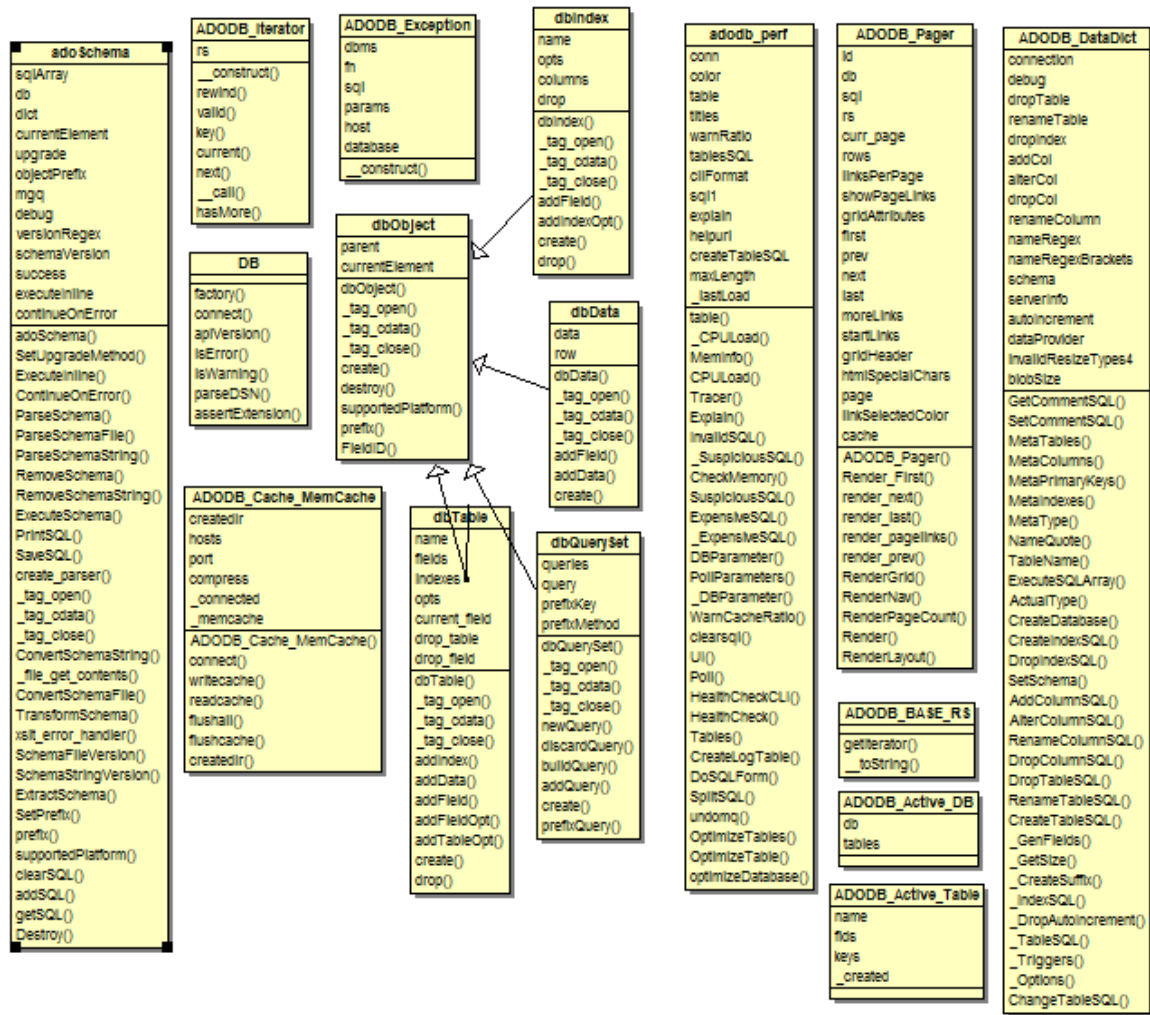 adoSchema
sqlArray
db
dict
currentElement
upgrade
objectPrefix
mgq
debug
versionRegex
schemaVersion
success
executeInline
continueOnError
adoSchema()
SetUpgradeMethod()
ExecuteInline()
ContinueOnError()
ParseSchema()
ParseSchemaFile()
ParseSchemaString()
RemoveSchema()
RemoveSchemaString()
ExecuteSchema()
PrintSQL()
SaveSQL()
create_parser()
_tag_open()
_tag_cdata()
_tag_close()
ConvertSchemaString()
_file_get_contents()
ConvertSchemaFile()
TransformSchema()
xslt_error_handler()
SchemaFileVersion()
SchemaStringVersion()
ExtractSchema()
SetPrefix()
prefix()
supportedPlatform()
clearSQL()
addSQL()
getSQL()
Destroy()
ADODB_Iterator
rs
__construct()
rewind()
valid()
key()
current()
next()
__call()
hasMore()
DB
factory()
connect()
apiVersion()
isError()
isWarning()
parseDSN()
assertExtension()
ADODB_Cache_MemCache
createdir
hosts
port
compress
_connected
_memcache
ADODB_Cache_MemCache()
connect()
writecache()
readcache()
flushall()
flushcache()
createdir()
ADODB_Exception
dbms
fn
sql
params
host
database
__construct()
dbObject
parent
currentElement
dbObject()
_tag_open()
_tag_cdata()
_tag_close()
create()
destroy()
supportedPlatform()
prefix()
FieldID()
dbTable
name
fields
indexes
opts
current_field
drop_table
drop_field
dbTable()
_tag_open()
_tag_cdata()
_tag_close()
addIndex()
addData()
addField()
addFieldOpt()
addTableOpt()
create()
drop()
dbIndex
name
opts
columns
drop
dbIndex()
_tag_open()
_tag_cdata()
_tag_close()
addField()
addIndexOpt()
create()
drop()
dbData
data
row
dbData()
_tag_open()
_tag_cdata()
_tag_close()
addField()
addData()
create()
dbQuerySet
queries
query
prefixKey
prefixMethod
dbQuerySet()
_tag_open()
_tag_cdata()
_tag_close()
newQuery()
discardQuery()
buildQuery()
addQuery()
create()
prefixQuery()
adodb_perf
conn
color
table
titles
warnRatio
tablesSQL
cliFormat
sql1
explain
helpurl
createTableSQL
maxLength
_lastLoad
table()
_CPULoad()
MemInfo()
CPULoad()
Tracer()
Explain()
InvalidSQL()
_SuspiciousSQL()
CheckMemory()
SuspiciousSQL()
ExpensiveSQL()
_ExpensiveSQL()
DBParameter()
PollParameters()
_DBParameter()
WarnCacheRatio()
clearsql()
UI()
Poll()
HealthCheckCLI()
HealthCheck()
Tables()
CreateLogTable()
DoSQLForm()
SplitSQL()
undomq()
OptimizeTables()
OptimizeTable()
optimizeDatabase()
ADODB_Pager
id
db
sql
rs
curr_page
rows
linksPerPage
showPageLinks
gridAttributes
first
prev
next
last
moreLinks
startLinks
gridHeader
htmlSpecialChars
page
linkSelectedColor
cache
ADODB_Pager()
Render_First()
render_next()
render_last()
render_pagelinks()
render_prev()
RenderGrid()
RenderNav()
RenderPageCount()
Render()
RenderLayout()
ADODB_BASE_RS
getIterator()
__toString()
ADODB_Active_DB
db
tables
ADODB_Active_Table
name
flds
keys
_created
ADODB_DataDict
connection
debug
dropTable
renameTable
dropIndex
addCol
alterCol
dropCol
renameColumn
nameRegex
nameRegexBrackets
schema
serverInfo
autoIncrement
dataProvider
invalidResizeTypes4
blobSize
GetCommentSQL()
SetCommentSQL()
MetaTables()
MetaColumns()
MetaPrimaryKeys()
MetaIndexes()
MetaType()
NameQuote()
TableName()
ExecuteSQLArray()
ActualType()
CreateDatabase()
CreateIndexSQL()
DropIndexSQL()
SetSchema()
AddColumnSQL()
AlterColumnSQL()
RenameColumnSQL()
DropColumnSQL()
DropTableSQL()
RenameTableSQL()
CreateTableSQL()
_GenFields()
_GetSize()
_CreateSuffix()
_IndexSQL()
_DropAutoIncrement()
_TableSQL()
_Triggers()
_Options()
ChangeTableSQL()